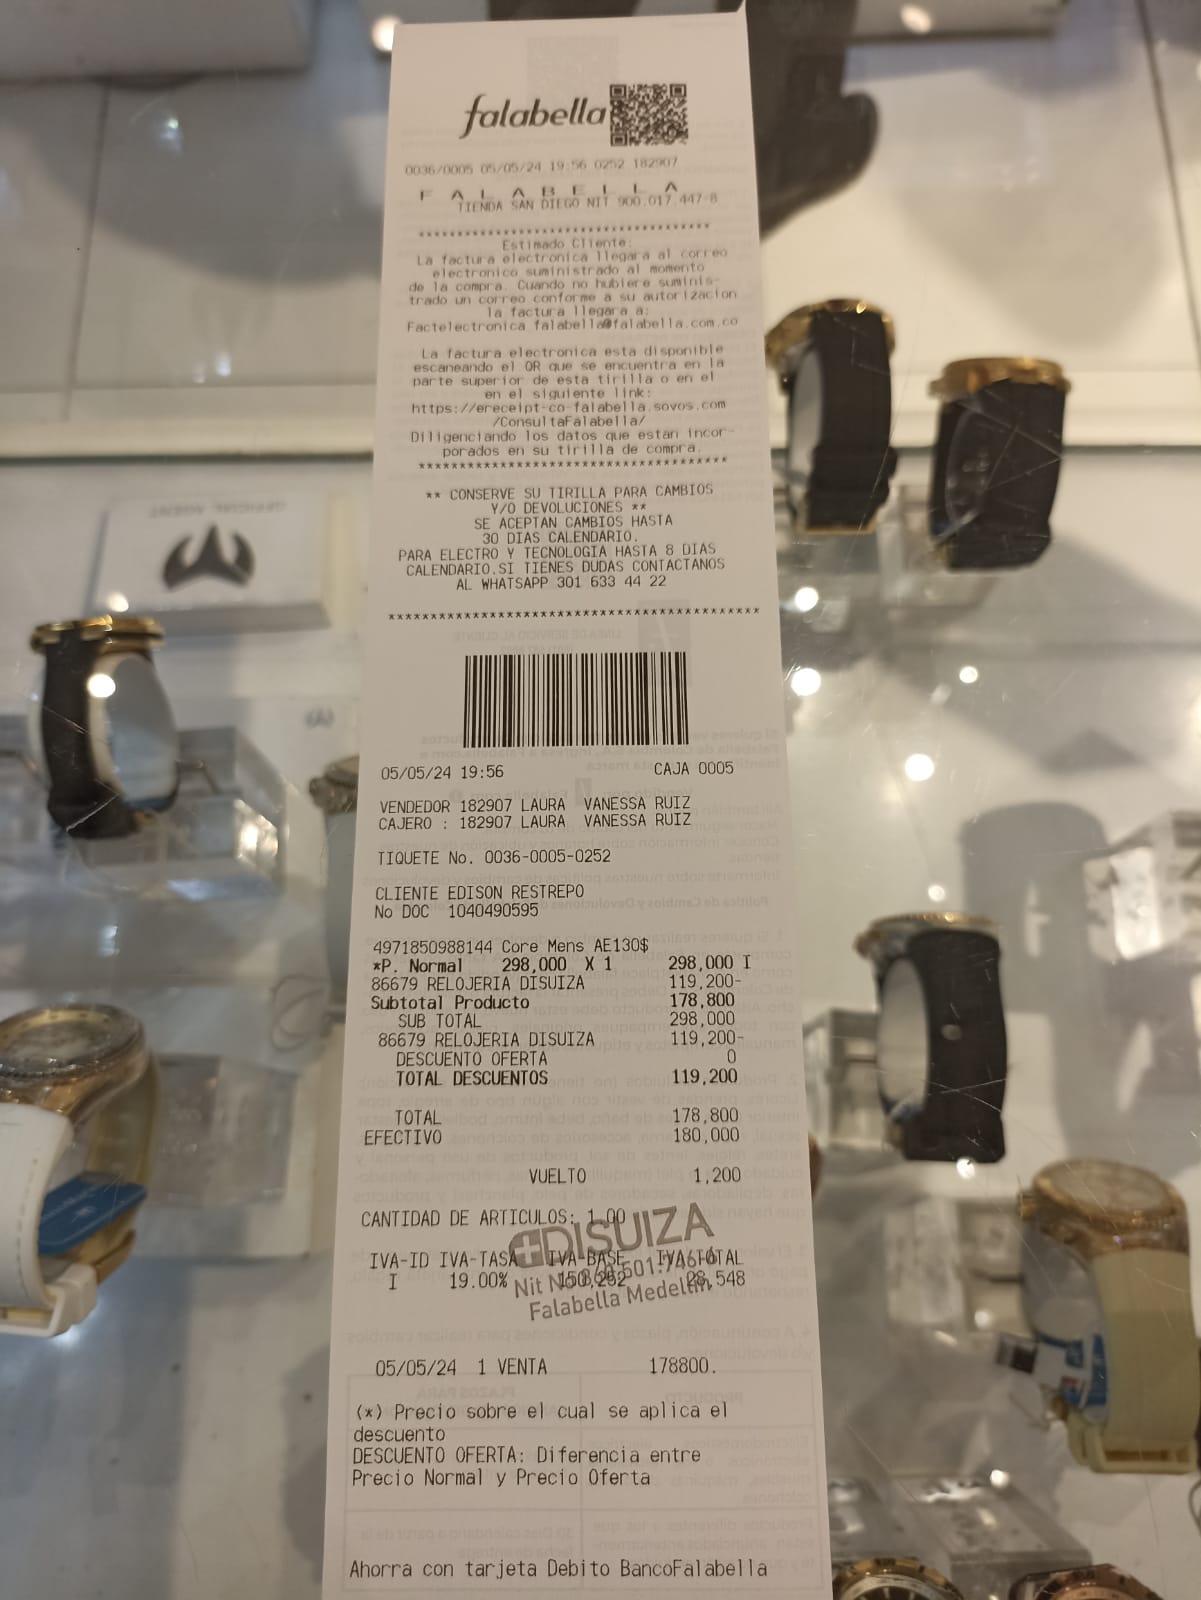 falabella
0036/0005 05/05/24 19:56 0252 182907
F A L A B E L L A
TIENDA SAN DIEGO NIT 900.017.447-8
****************************************
Estimado Cliente:
La factura electronica llegara al correo
electronico suministrado al momento
de la compra. Cuando no hubiere suminis-
trado un correo conforme a su autorizacion
la factura llegara a:
Factelectronica_falabella@falabella.com.co
La factura electronica esta disponible
escaneando el QR que se encuentra en la
parte superior de esta tirilla o en el
en el siguiente link:
https://ereceipt-co-falabella.sovos.com
/ConsultaFalabella/
Diligenciando los datos que estan incor-
porados en su tirilla de compra.
****************************************
** CONSERVE SU TIRILLA PARA CAMBIOS
Y/O DEVOLUCIONES **
SE ACEPTAN CAMBIOS HASTA
30 DIAS CALENDARIO.
PARA ELECTRO Y TECNOLOGIA HASTA 8 DIAS
CALENDARIO.SI TIENES DUDAS CONTACTANOS
AL WHATSAPP 301 633 44 22
****************************************
05/05/24 19:56 CAJA 0005
VENDEDOR 182907 LAURA VANESSA RUIZ
CAJERO : 182907 LAURA VANESSA RUIZ
TIQUETE No. 0036-0005-0252
CLIENTE EDISON RESTREPO
No DOC 1040490595
4971850988144 Core Mens AE130$
*P. Normal 298,000 X 1 298,000 I
86679 RELOJERIA DISUIZA 119,200-
Subtotal Producto 178,800
SUB TOTAL 298,000
86679 RELOJERIA DISUIZA 119,200-
DESCUENTO OFERTA 0
TOTAL DESCUENTOS 119,200
TOTAL 178,800
EFECTIVO 180,000
VUELTO 1,200
CANTIDAD DE ARTICULOS: 1.00
DISUIZA
IVA-ID IVA-TASA IVA-BASE IVA-TOTAL
I 19.00% 150,252 28,548
Nit No
Falabella Medellin
05/05/24 1 VENTA 178800.
(*) Precio sobre el cual se aplica el
descuento
DESCUENTO OFERTA: Diferencia entre
Precio Normal y Precio Oferta
Ahorra con tarjeta Debito BancoFalabella
OFFICIAL AGENT